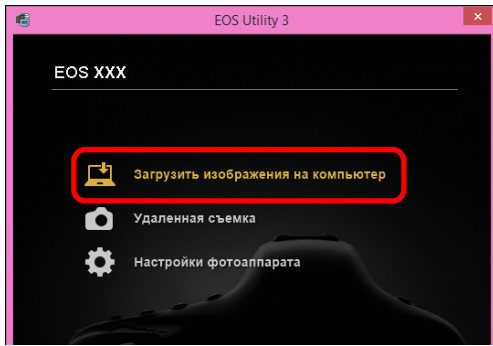 EOS Utility 3
EOS XXX
Загрузить изображения на компьютер
Удаленная съемка
Настройки фотоаппарата